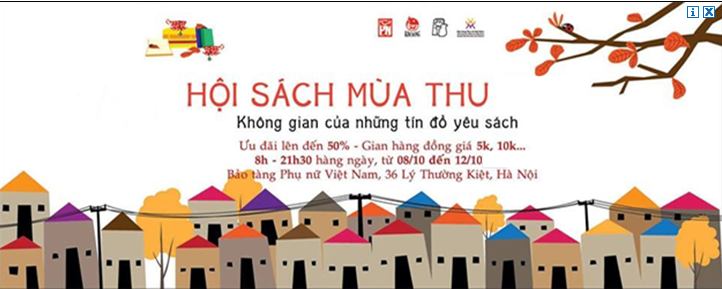 HỘI SÁCH MÙA THU
Không gian của những tín đồ yêu sách
Ưu đãi lên đến 50% - Gian hàng đồng giá 5k, 10k...
8h - 21h30 hàng ngày, từ 08/10 đến 12/10
Bảo tàng Phụ nữ Việt Nam, 36 Lý Thường Kiệt, Hà Nội